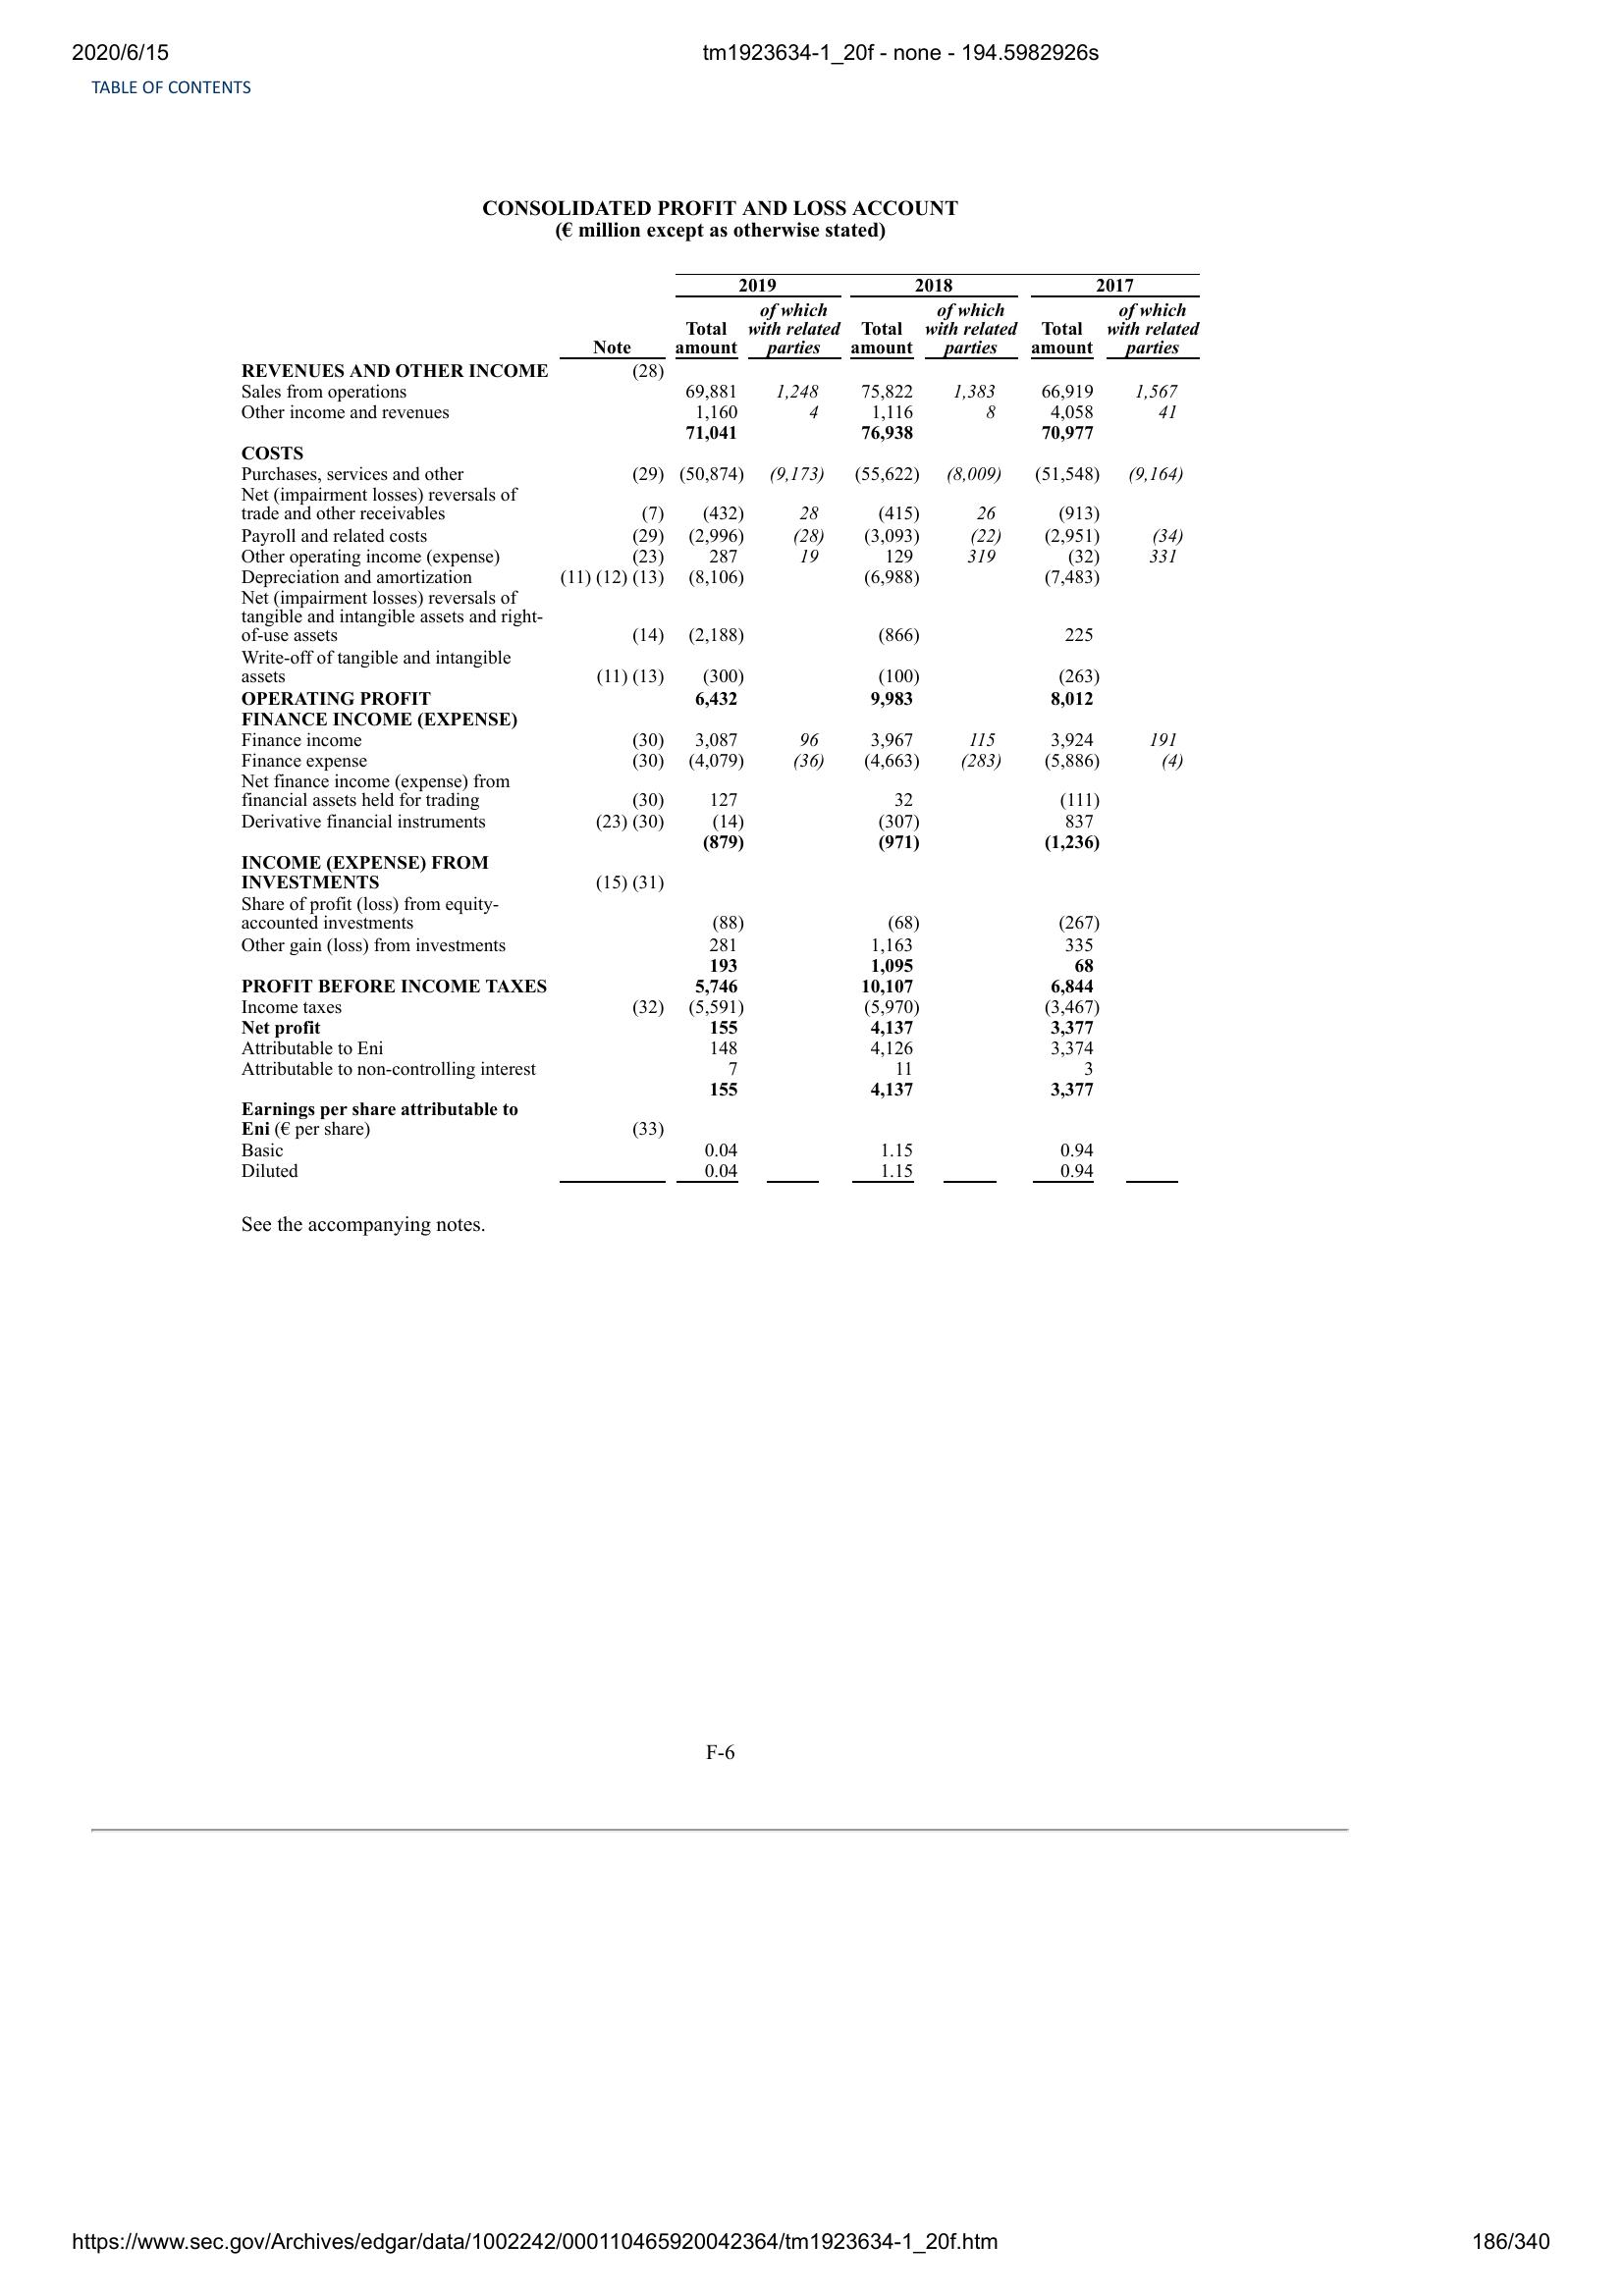 2020/6/15 tm1923634-1_20f - none - 194.5982926s
TABLE OF CONTENTS
CONSOLIDATED PROFIT AND LOSS ACCOUNT
(€ million except as otherwise stated)
2019 2018 2017
Note Total amount of which with related parties Total amount of which with related parties Total amount of which with related parties
REVENUES AND OTHER INCOME (28)
Sales from operations 69,881 1,248 75,822 1,383 66,919 1,567
Other income and revenues 1,160 4 1,116 8 4,058 41
71,041 76,938 70,977
COSTS
Purchases, services and other (29) (50,874) (9,173) (55,622) (8,009) (51,548) (9,164)
Net (impairment losses) reversals of
trade and other receivables (7) (432) 28 (415) 26 (913)
Payroll and related costs (29) (2,996) (28) (3,093) (22) (2,951) (34)
Other operating income (expense) (23) 287 19 129 319 (32) 331
Depreciation and amortization (11) (12) (13) (8,106) (6,988) (7,483)
Net (impairment losses) reversals of
tangible and intangible assets and right-
of-use assets (14) (2,188) (866) 225
Write-off of tangible and intangible
assets (11) (13) (300) (100) (263)
OPERATING PROFIT 6,432 9,983 8,012
FINANCE INCOME (EXPENSE)
Finance income (30) 3,087 96 3,967 115 3,924 191
Finance expense (30) (4,079) (36) (4,663) (283) (5,886) (4)
Net finance income (expense) from
financial assets held for trading (30) 127 32 (111)
Derivative financial instruments (23) (30) (14) (307) 837
(879) (971) (1,236)
INCOME (EXPENSE) FROM
INVESTMENTS (15) (31)
Share of profit (loss) from equity-
accounted investments (88) (68) (267)
Other gain (loss) from investments 281 1,163 335
193 1,095 68
PROFIT BEFORE INCOME TAXES 5,746 10,107 6,844
Income taxes (32) (5,591) (5,970) (3,467)
Net profit 155 4,137 3,377
Attributable to Eni 148 4,126 3,374
Attributable to non-controlling interest 7 11 3
155 4,137 3,377
Earnings per share attributable to
Eni (€ per share) (33)
Basic 0.04 1.15 0.94
Diluted 0.04 1.15 0.94
See the accompanying notes.
F-6
https://www.sec.gov/Archives/edgar/data/1002242/000110465920042364/tm1923634-1_20f.htm 186/340